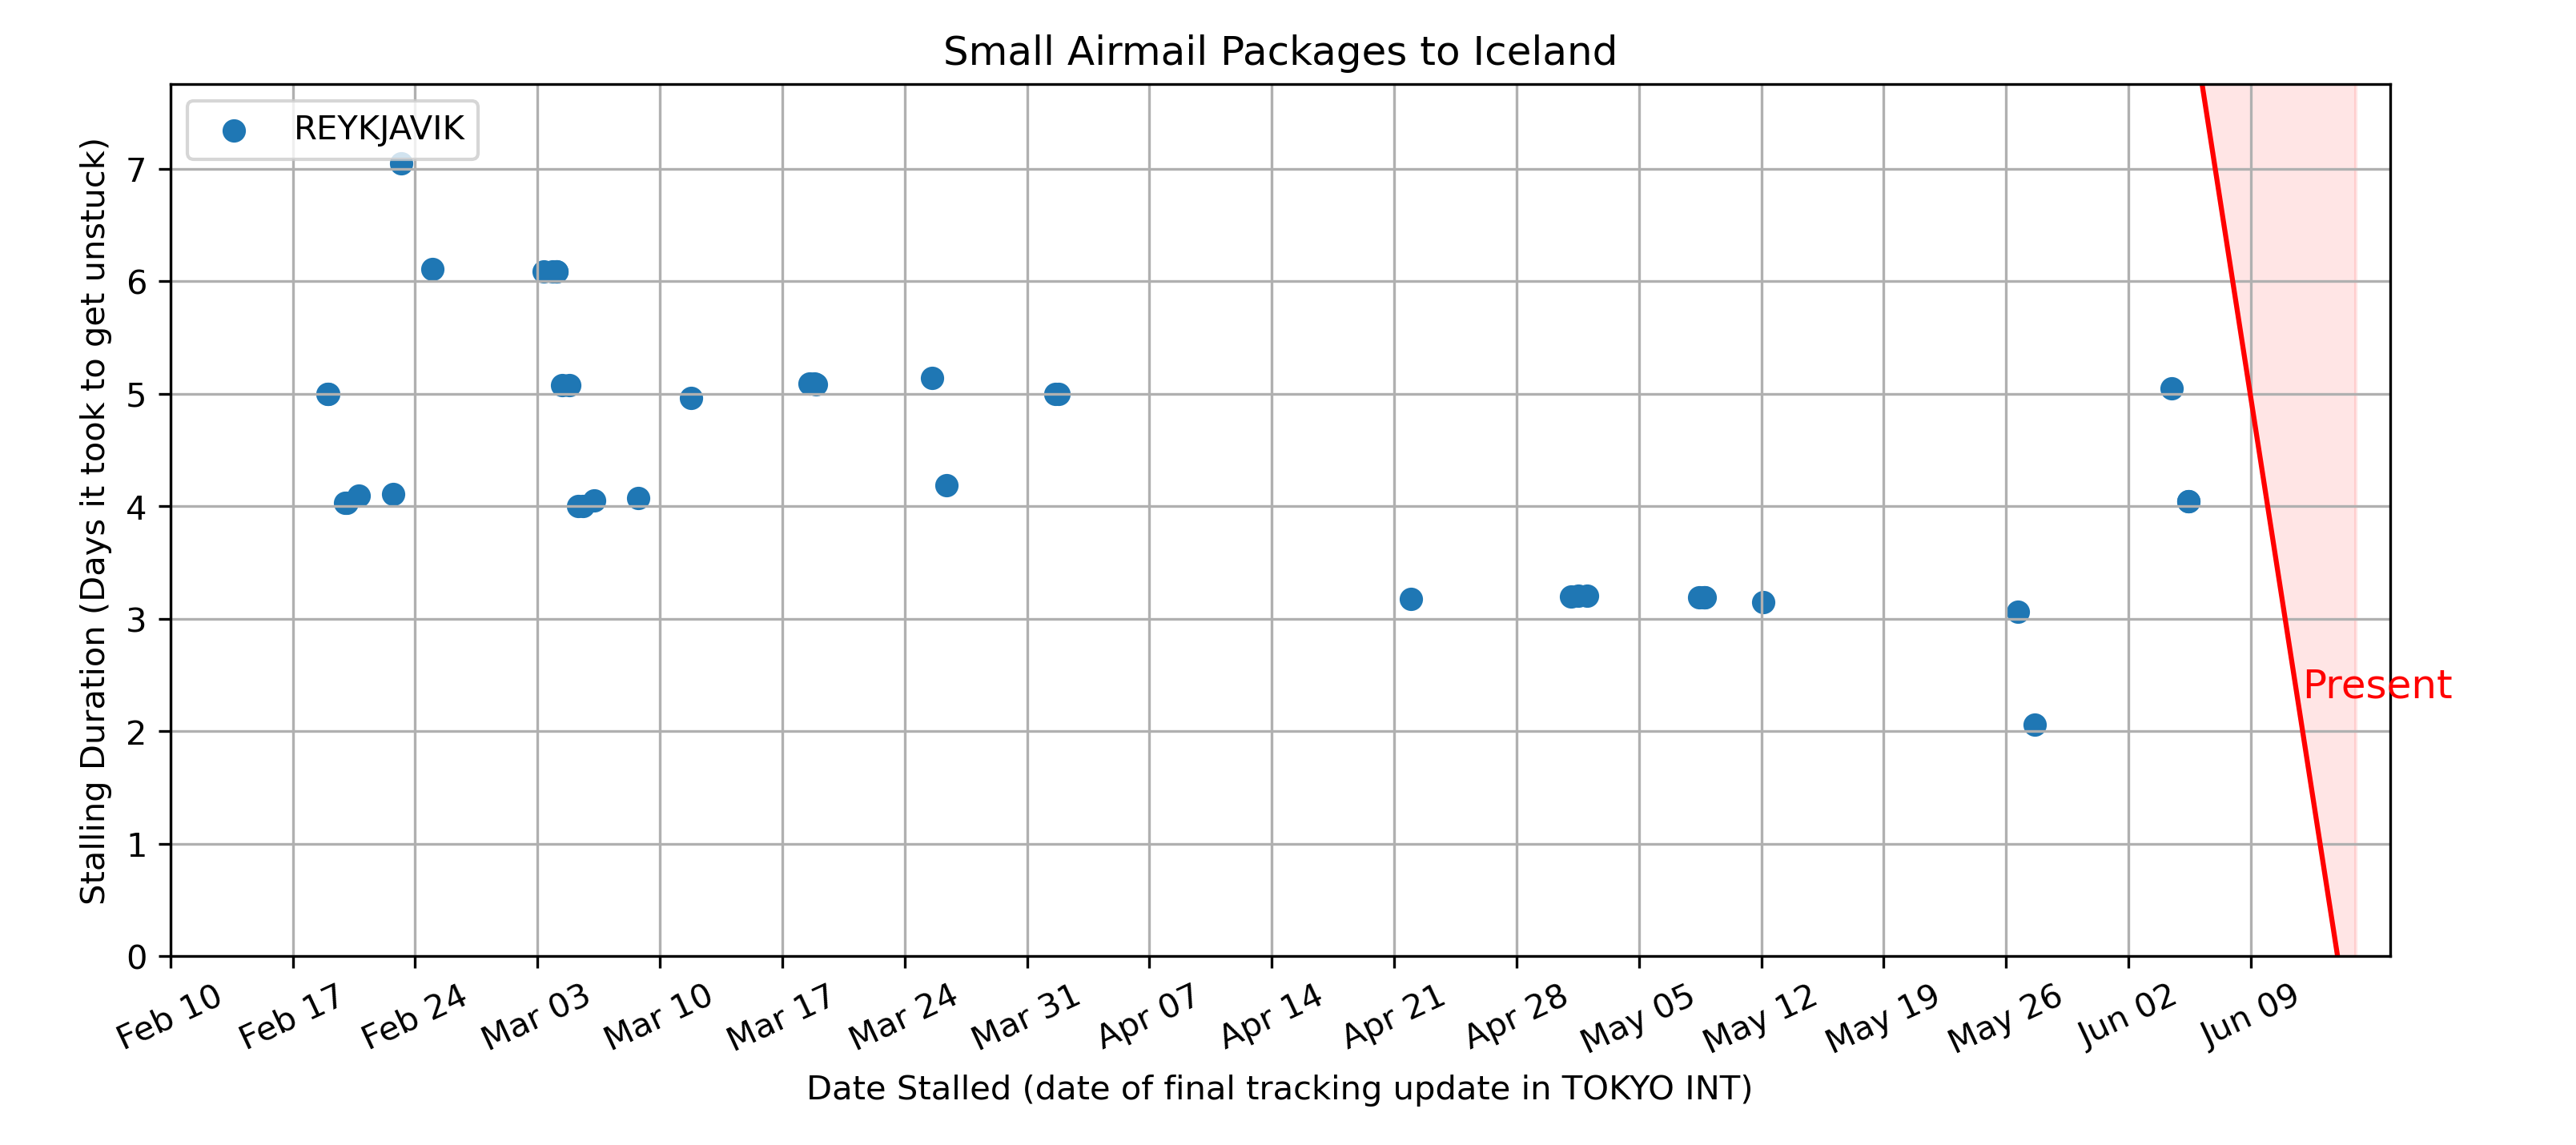 Small Airmail Packages to Iceland
REYKJAVIK
Stalling Duration (Days it took to get unstuck)
7
6
5
4
3
2
1
0
Present
Feb 10
Feb 17
Feb 24
Mar 03
Mar 10
Mar 17
Mar 24
Mar 31
Apr 07
Apr 14
Apr 21
Apr 28
May 05
May 12
May 19
May 26
Jun 02
Jun 09
Date Stalled (date of final tracking update in TOKYO INT)